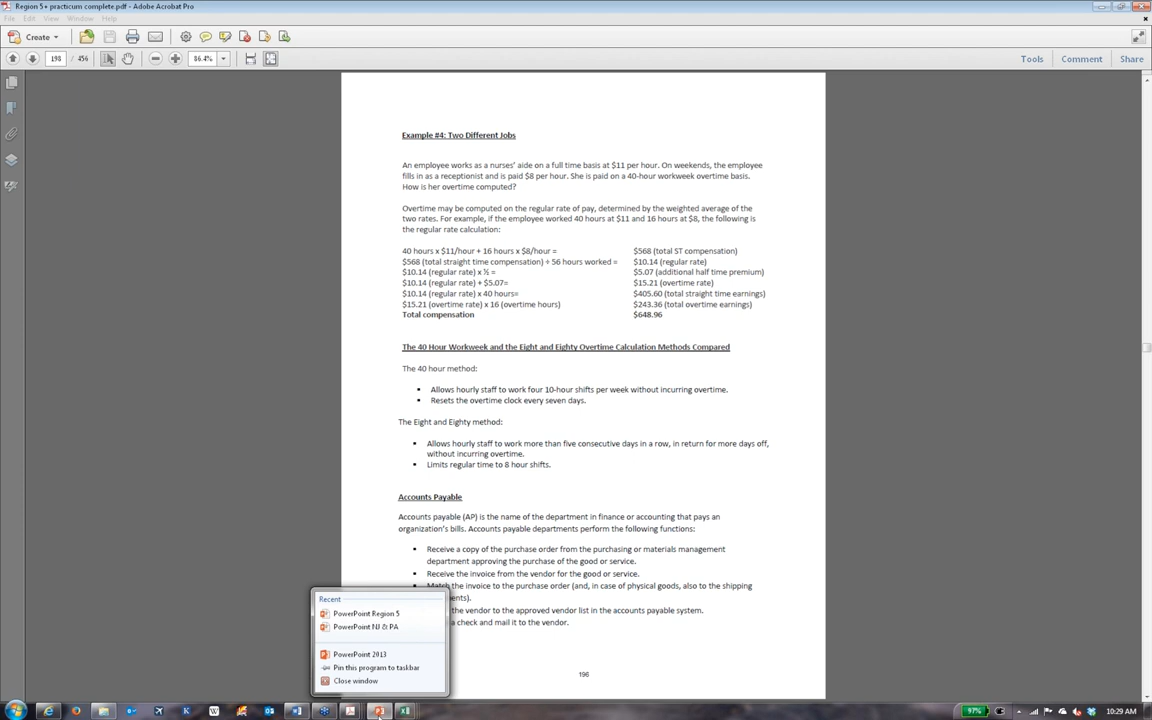 Region 5+ practicum complete.pdf - Adobe Acrobat Pro
File Edit View Window Help
Create
198 / 456
86.4%
Tools Comment Share
Example #4: Two Different Jobs
An employee works as a nurses' aide on a full time basis at $11 per hour. On weekends, the employee
fills in as a receptionist and is paid $8 per hour. She is paid on a 40-hour workweek overtime basis.
How is her overtime computed?
Overtime may be computed on the regular rate of pay, determined by the weighted average of the
two rates. For example, if the employee worked 40 hours at $11 and 16 hours at $8, the following is
the regular rate calculation:
40 hours x $11/hour + 16 hours x $8/hour = $568 (total ST compensation)
$568 (total straight time compensation) ÷ 56 hours worked = $10.14 (regular rate)
$10.14 (regular rate) x ½ = $5.07 (additional half time premium)
$10.14 (regular rate) + $5.07= $15.21 (overtime rate)
$10.14 (regular rate) x 40 hours= $405.60 (total straight time earnings)
$15.21 (overtime rate) x 16 (overtime hours) $243.36 (total overtime earnings)
Total compensation $648.96
The 40 Hour Workweek and the Eight and Eighty Overtime Calculation Methods Compared
The 40 hour method:
• Allows hourly staff to work four 10-hour shifts per week without incurring overtime.
• Resets the overtime clock every seven days.
The Eight and Eighty method:
• Allows hourly staff to work more than five consecutive days in a row, in return for more days off,
without incurring overtime.
• Limits regular time to 8 hour shifts.
Accounts Payable
Accounts payable (AP) is the name of the department in finance or accounting that pays an
organization's bills. Accounts payable departments perform the following functions:
• Receive a copy of the purchase order from the purchasing or materials management
department approving the purchase of the good or service.
• Receive the invoice from the vendor for the good or service.
• Match the invoice to the purchase order (and, in case of physical goods, also to the shipping
the vendor to the approved vendor list in the accounts payable system.
a check and mail it to the vendor.
196
Recent
PowerPoint Region 5
PowerPoint NJ & PA
PowerPoint 2013
Pin this program to taskbar
Close window
97%
10:29 AM